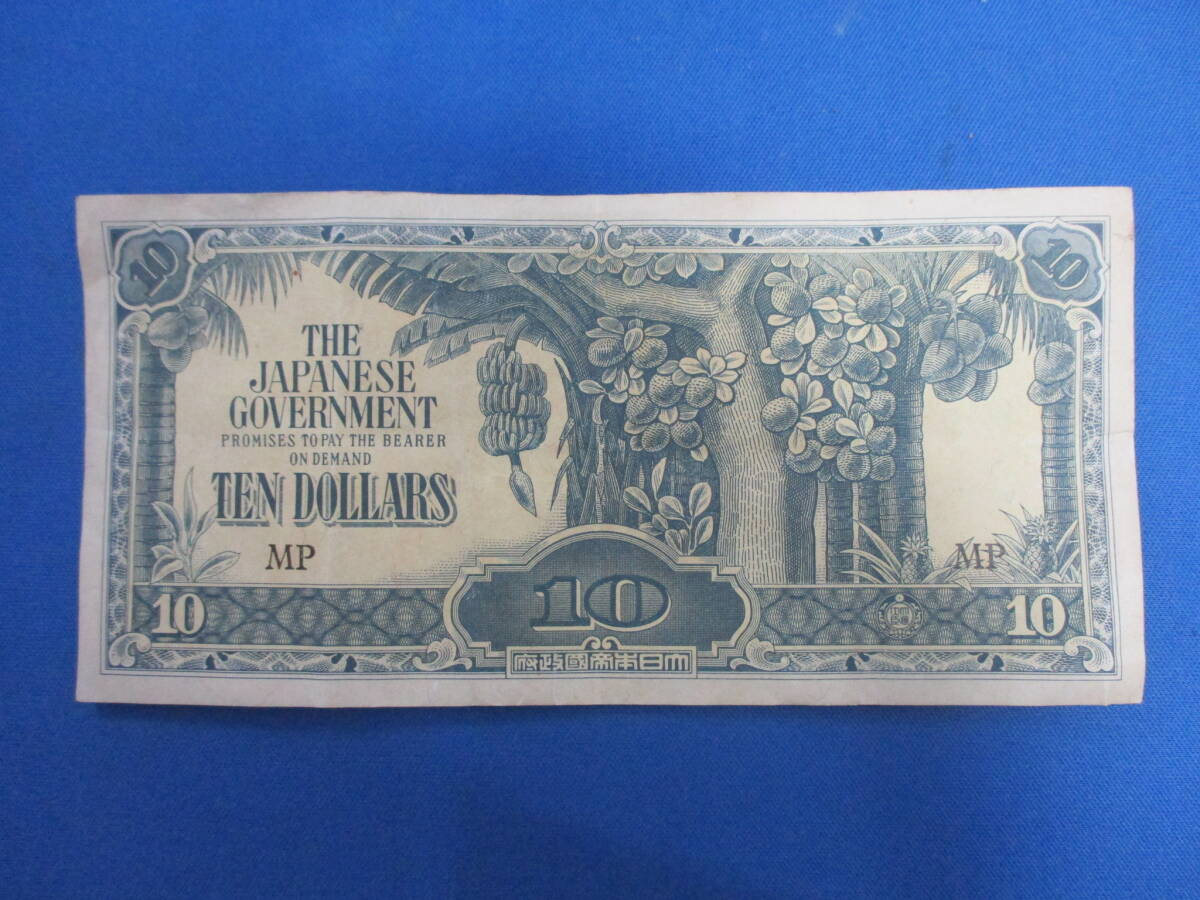 10
10
THE
JAPANESE
GOVERNMENT
PROMISES TO PAY THE BEARER
ON DEMAND
TEN DOLLARS
MP
MP
10
10
10
府政國帝本日大